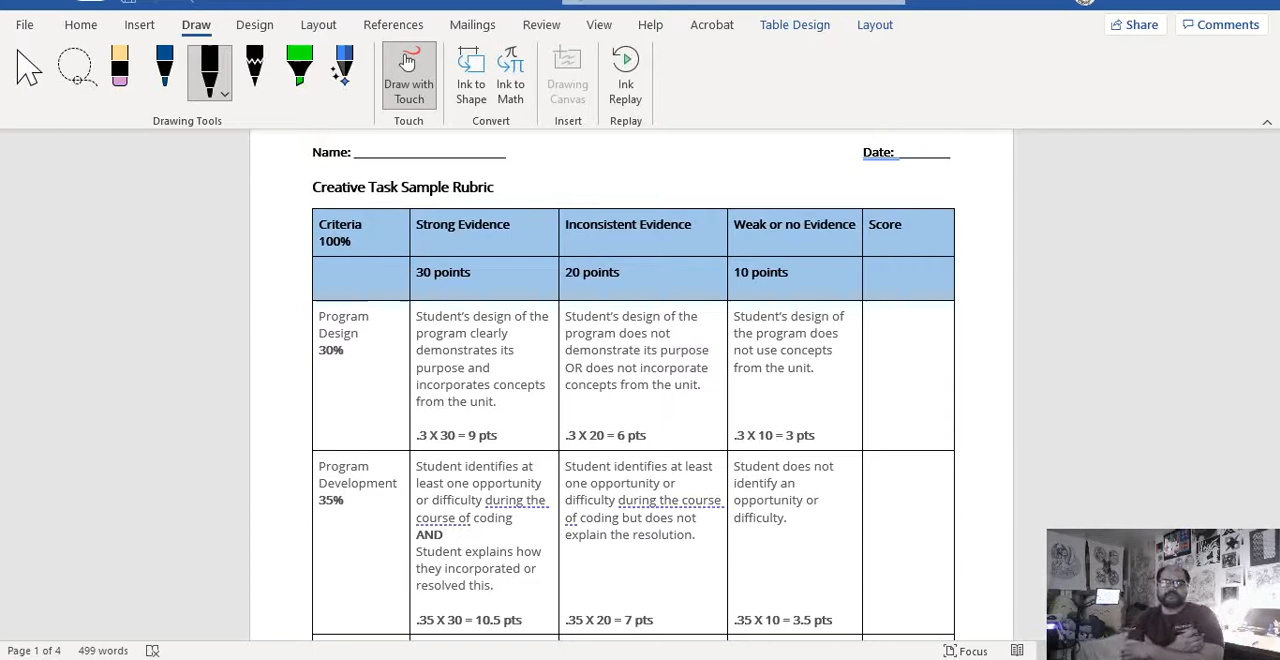 File Home Insert Draw Design Layout References Mailings Review View Help Acrobat Table Design Layout Share Comments
Draw with Touch
Ink to Shape
Ink to Math
Drawing Canvas
Ink Replay
Drawing Tools Touch Convert Insert Replay
Name: ____________________ Date: _______
Creative Task Sample Rubric
Criteria 100%
Strong Evidence
Inconsistent Evidence
Weak or no Evidence
Score
30 points
20 points
10 points
Program
Design
30%
Student's design of the
program clearly
demonstrates its
purpose and
incorporates concepts
from the unit.
.3 X 30 = 9 pts
Student's design of the
program does not
demonstrate its purpose
OR does not incorporate
concepts from the unit.
.3 X 20 = 6 pts
Student's design of
the program does
not use concepts
from the unit.
.3 X 10 = 3 pts
Program
Development
35%
Student identifies at
least one opportunity
or difficulty during the
course of coding
AND
Student explains how
they incorporated or
resolved this.
.35 X 30 = 10.5 pts
Student identifies at least
one opportunity or
difficulty during the course
of coding but does not
explain the resolution.
.35 X 20 = 7 pts
Student does not
identify an
opportunity or
difficulty.
.35 X 10 = 3.5 pts
Page 1 of 4 499 words Focus